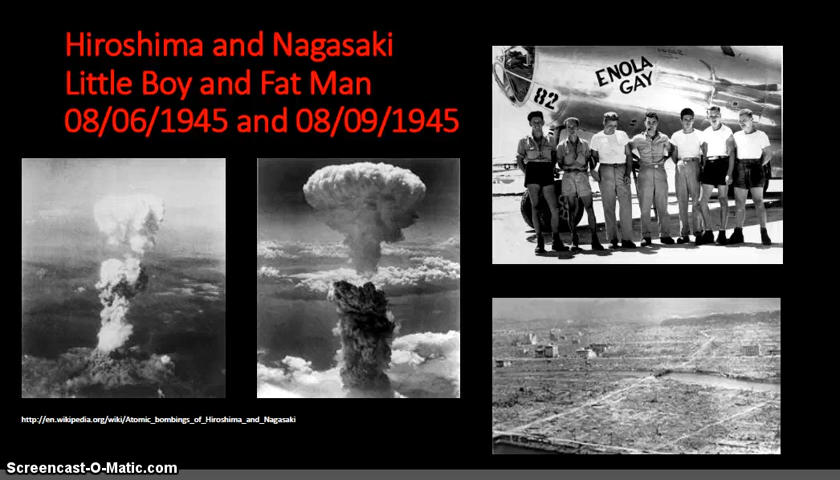 Hiroshima and Nagasaki
Little Boy and Fat Man
08/06/1945 and 08/09/1945
ENOLA
GAY
82
http://en.wikipedia.org/wiki/Atomic_bombings_of_Hiroshima_and_Nagasaki
Screencast-O-Matic.com